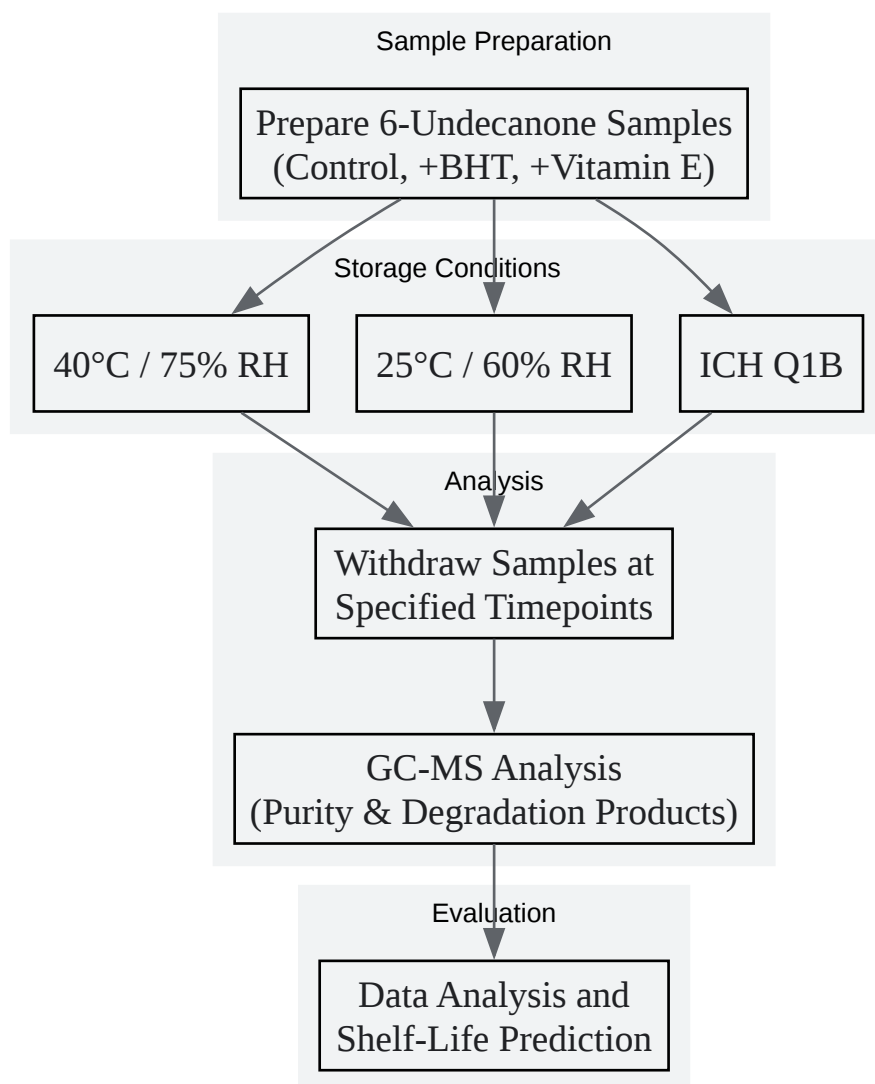 Sample Preparation
Prepare 6-Undecanone Samples
(Control, +BHT, +Vitamin E)
Storage Conditions
40°C / 75% RH
25°C / 60% RH
ICH Q1B
Analysis
Withdraw Samples at
Specified Timepoints
GC-MS Analysis
(Purity & Degradation Products)
Evaluation
Data Analysis and
Shelf-Life Prediction